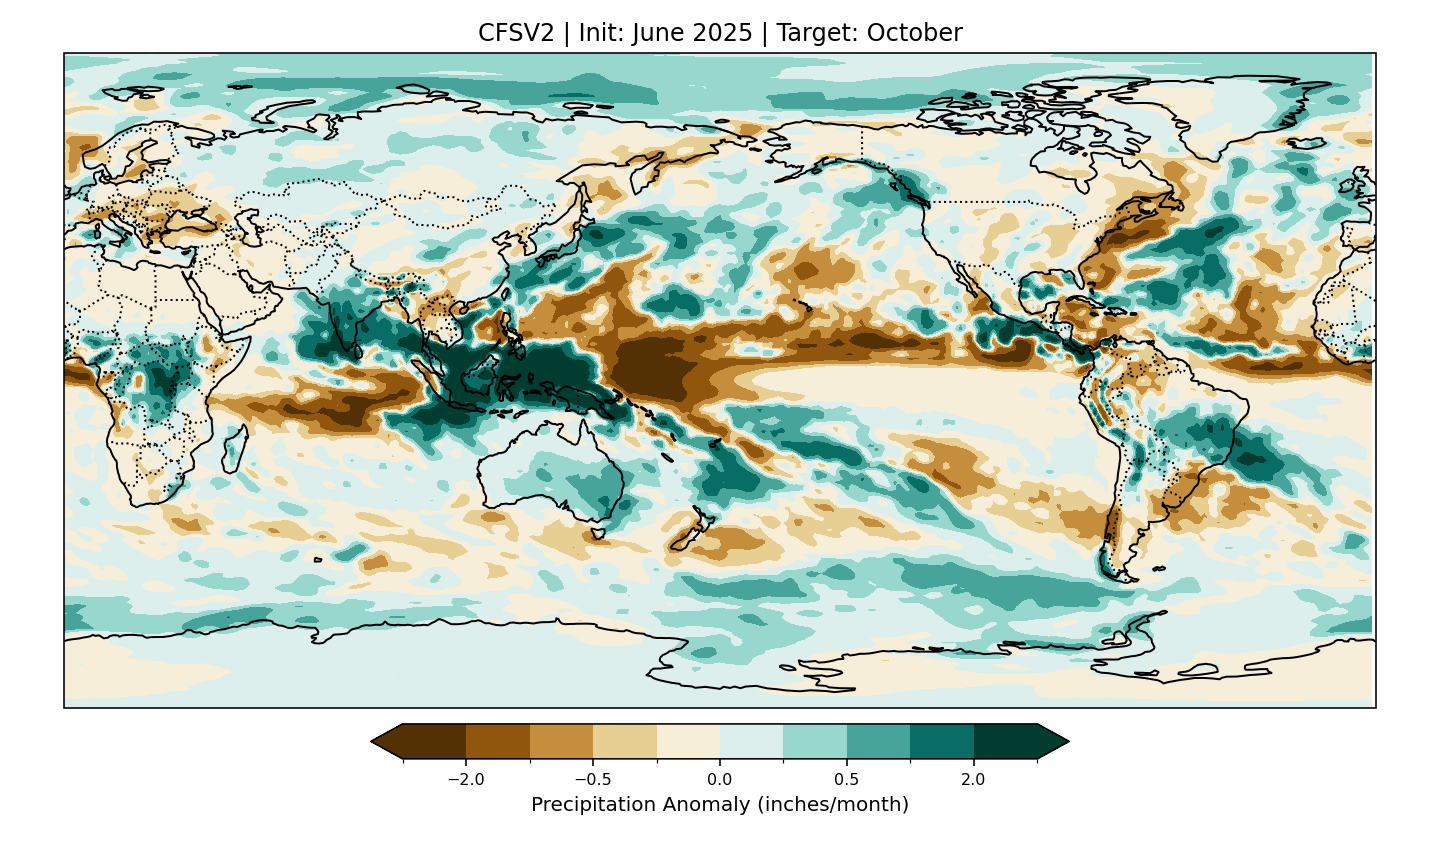 CFSV2 | Init: June 2025 | Target: October
−2.0 −0.5 0.0 0.5 2.0
Precipitation Anomaly (inches/month)